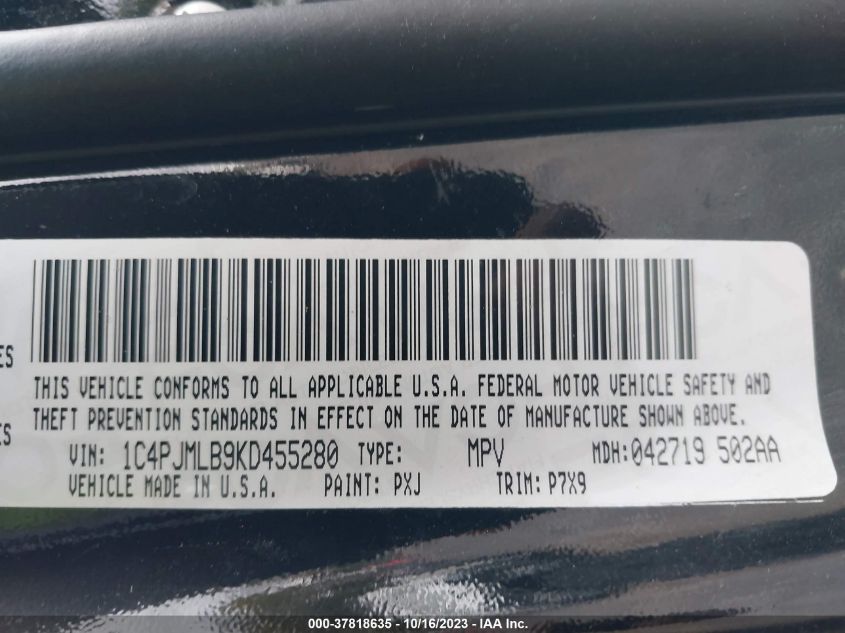 ES
THIS VEHICLE CONFORMS TO ALL APPLICABLE U.S.A. FEDERAL MOTOR VEHICLE SAFETY AND
THEFT PREVENTION STANDARDS IN EFFECT ON THE DATE OF MANUFACTURE SHOWN ABOVE.
ES
VIN: 1C4PJMLB9KD455280 TYPE: MPV MDH: 042719 502AA
VEHICLE MADE IN U.S.A. PAINT: PXJ TRIM: P7X9
000-37818635 - 10/16/2023 - IAA Inc.